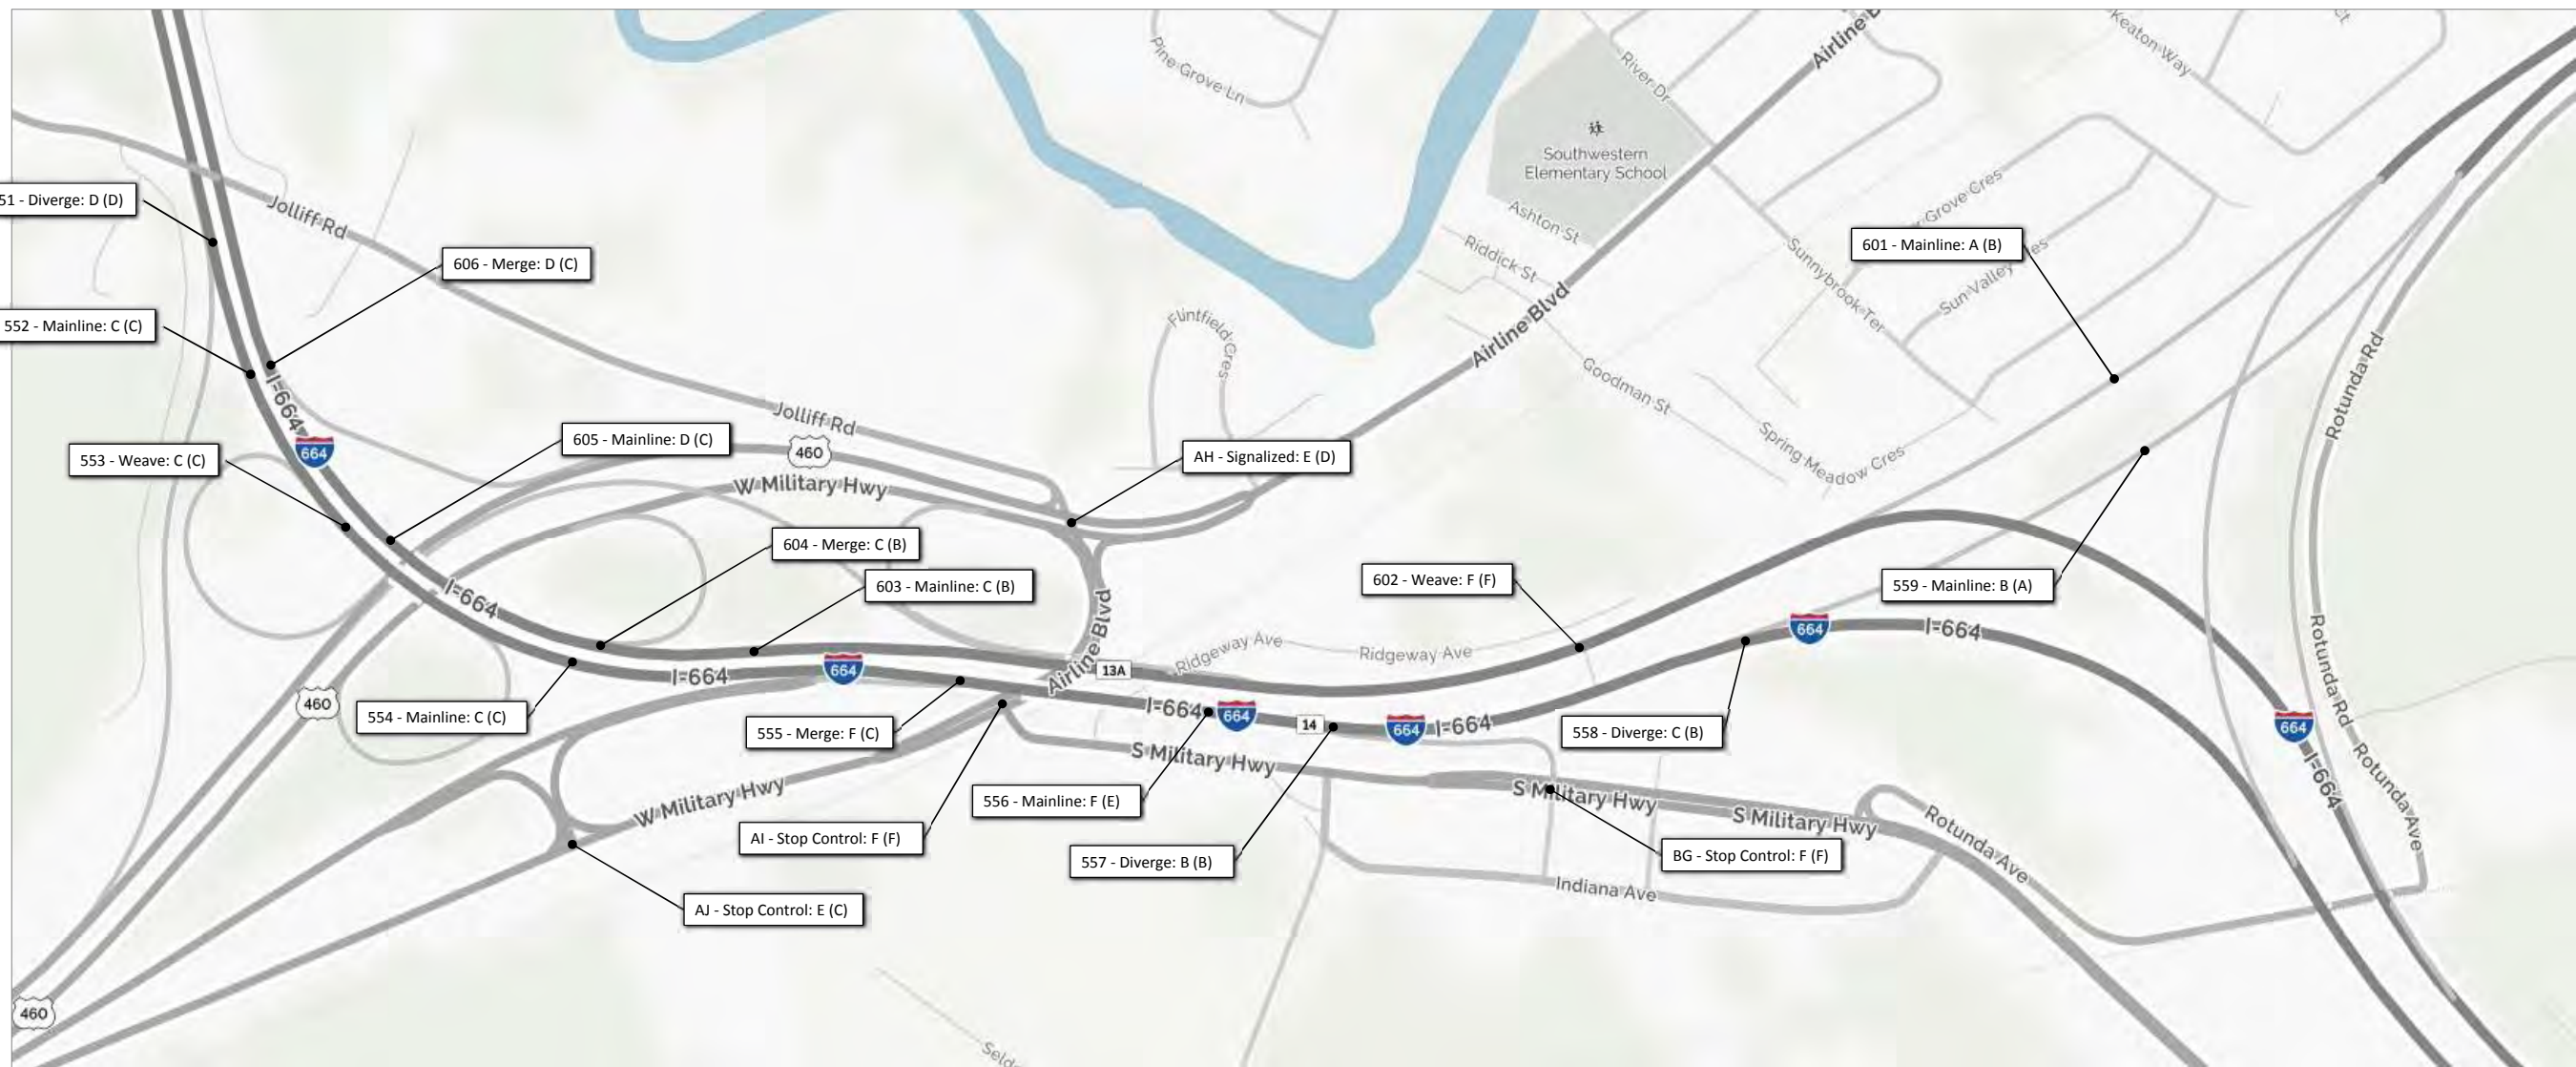 Airline B
Keaton Way
Ct
Pine Grove Ln
River Dr
Southwestern
Elementary School
51 - Diverge: D (D)
Jolliff Rd
Ashton St
Grove Cres
Riddick St
601 - Mainline: A (B)
606 - Merge: D (C)
Sunnybrook Ter
Sun Valley
es
552 - Mainline: C (C)
Flintfield Cres
Airline Blvd
Rotunda Rd
I-664
Goodman St
Jolliff Rd
605 - Mainline: D (C)
664
460
553 - Weave: C (C)
AH - Signalized: E (D)
Spring Meadow Cres
W Military Hwy
604 - Merge: C (B)
603 - Mainline: C (B)
602 - Weave: F (F)
559 - Mainline: B (A)
I-664
Airline Blvd
664
I-664
Ridgeway Ave
Ridgeway Ave
13A
I-664
664
Rotunda Rd
460
554 - Mainline: C (C)
555 - Merge: F (C)
I-664
664
14
664
I-664
558 - Diverge: C (B)
664
I-664
S Military Hwy
Rotunda Ave
W Military Hwy
556 - Mainline: F (E)
S Military Hwy
S Military Hwy
Rotunda Ave
AI - Stop Control: F (F)
557 - Diverge: B (B)
BG - Stop Control: F (F)
Indiana Ave
AJ - Stop Control: E (C)
460
Seld